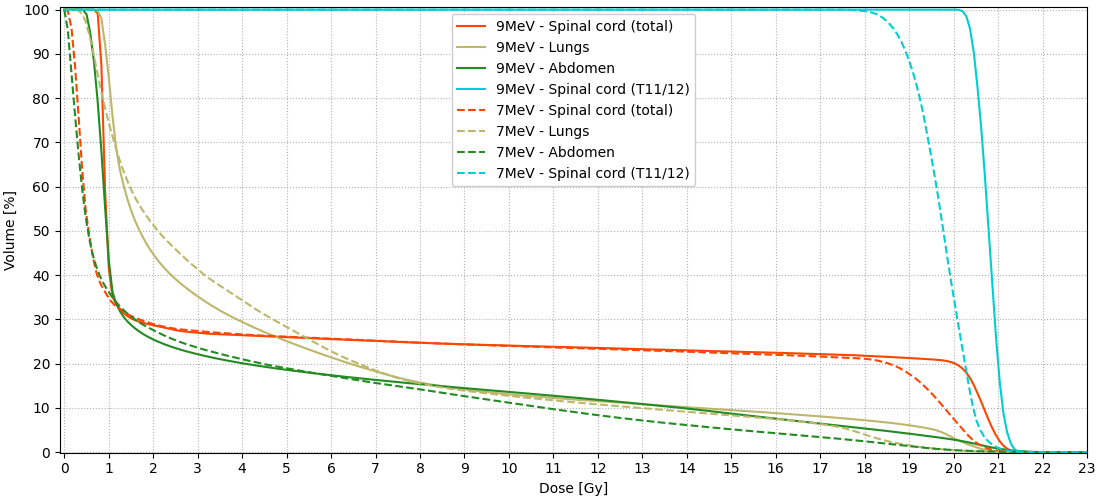 100
90
80
70
60
50
40
30
20
10
0
Volume [%]
9MeV - Spinal cord (total)
9MeV - Lungs
9MeV - Abdomen
9MeV - Spinal cord (T11/12)
7MeV - Spinal cord (total)
7MeV - Lungs
7MeV - Abdomen
7MeV - Spinal cord (T11/12)
0 1 2 3 4 5 6 7 8 9 10 11 12 13 14 15 16 17 18 19 20 21 22 23
Dose [Gy]